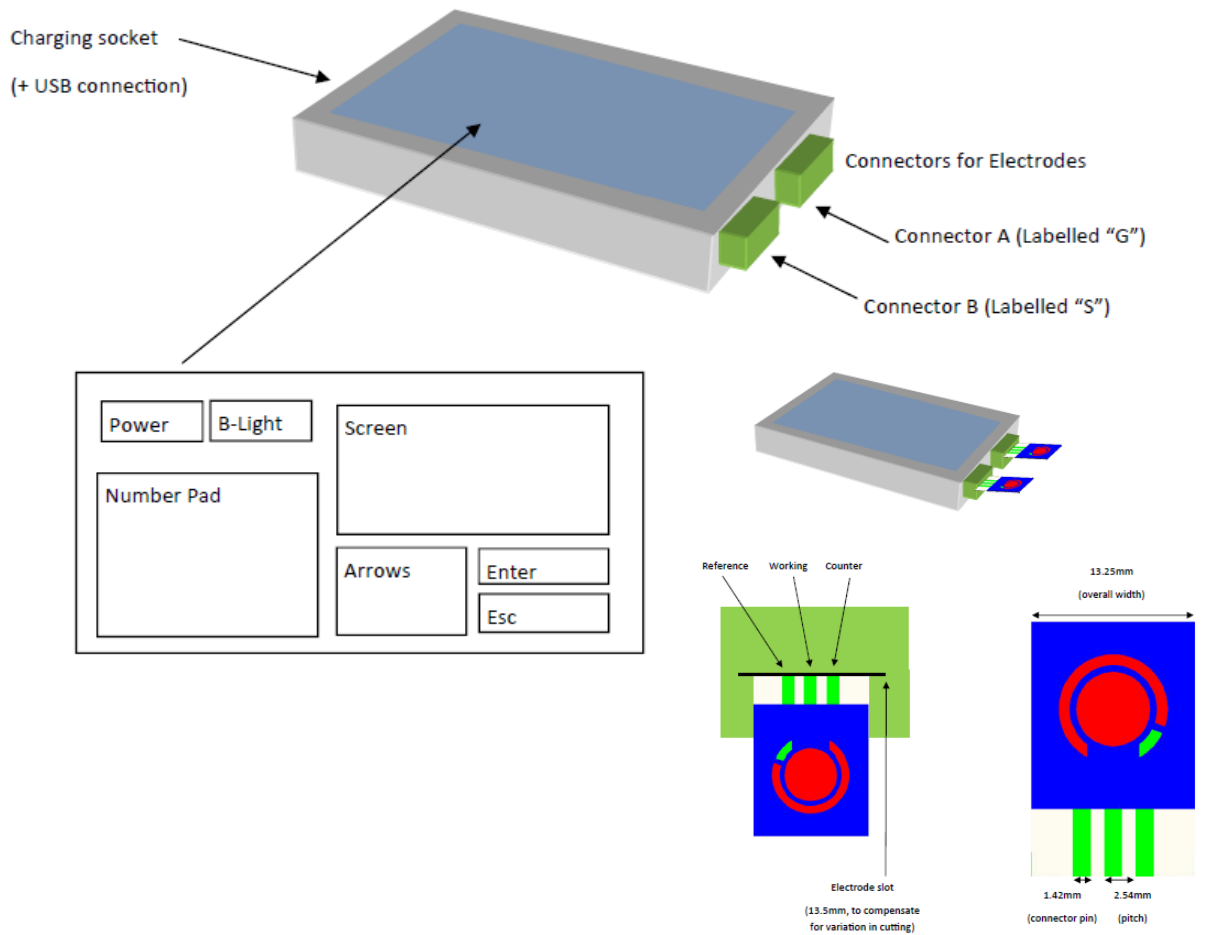 Charging socket
(+ USB connection)
Connectors for Electrodes
Connector A (Labelled “G”)
Connector B (Labelled “S”)
Power
B-Light
Screen
Number Pad
Arrows
Enter
Esc
Reference
Working
Counter
13.25mm
(overall width)
Electrode slot
(13.5mm, to compensate
for variation in cutting)
1.42mm
(connector pin)
2.54mm
(pitch)